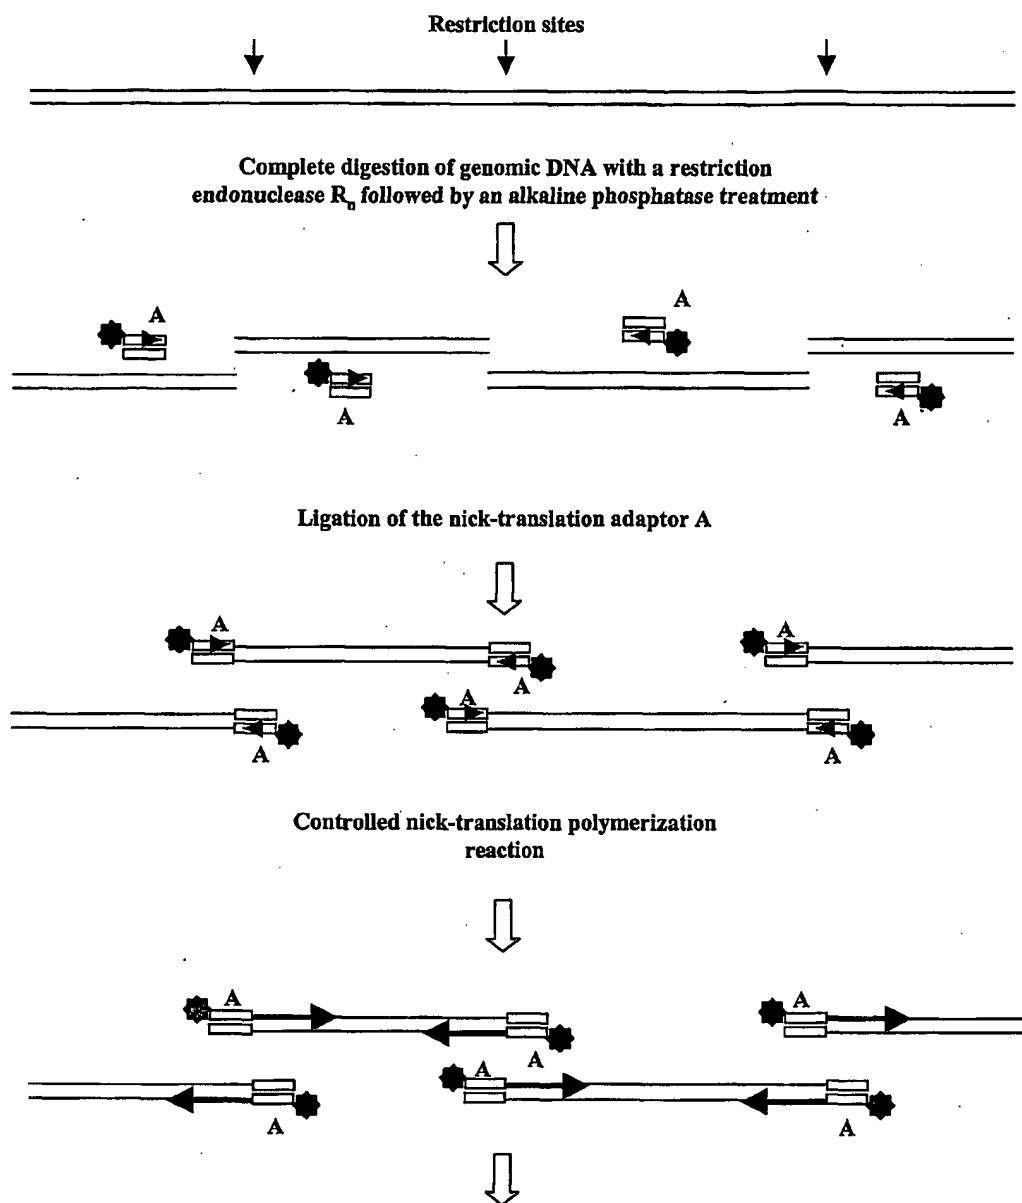 Restriction sites
Complete digestion of genomic DNA with a restriction
endonuclease Rn followed by an alkaline phosphatase treatment
A
A
A
A
Ligation of the nick-translation adaptor A
A
A
A
A
A
A
Controlled nick-translation polymerization
reaction
A
A
A
A
A
A